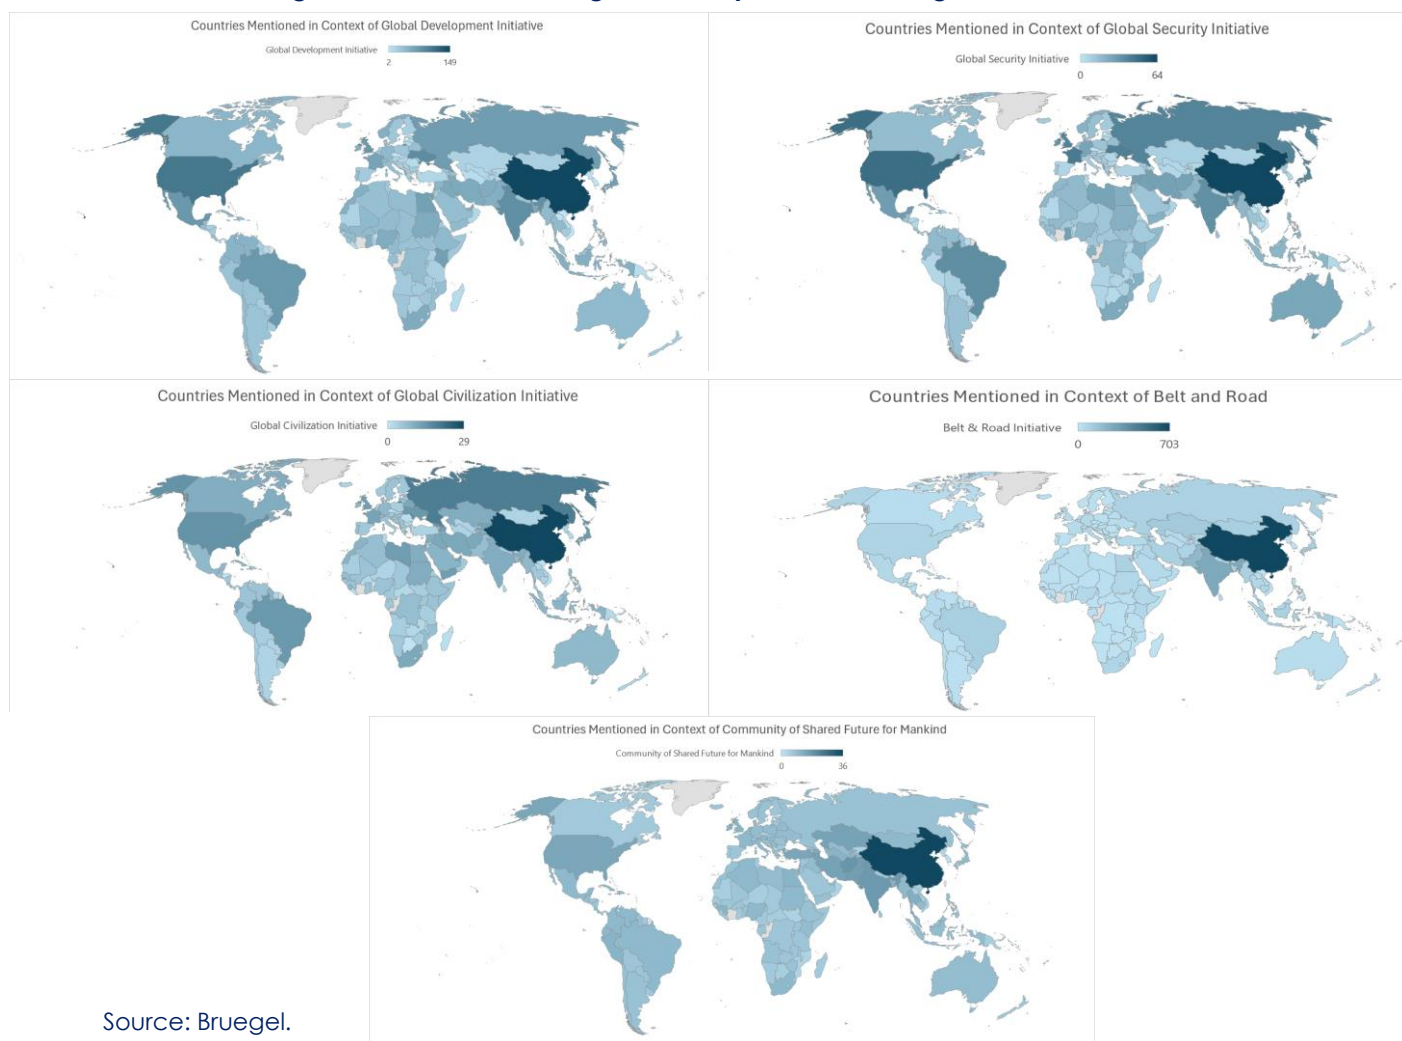 Countries Mentioned in Context of Global Development Initiative
Global Development Initiative
2 149
Countries Mentioned in Context of Global Security Initiative
Global Security Initiative
0 64
Countries Mentioned in Context of Global Civilization Initiative
Global Civilization Initiative
0 29
Countries Mentioned in Context of Belt and Road
Belt & Road Initiative
0 703
Countries Mentioned in Context of Community of Shared Future for Mankind
Community of Shared Future for Mankind
0 36
Source: Bruegel.